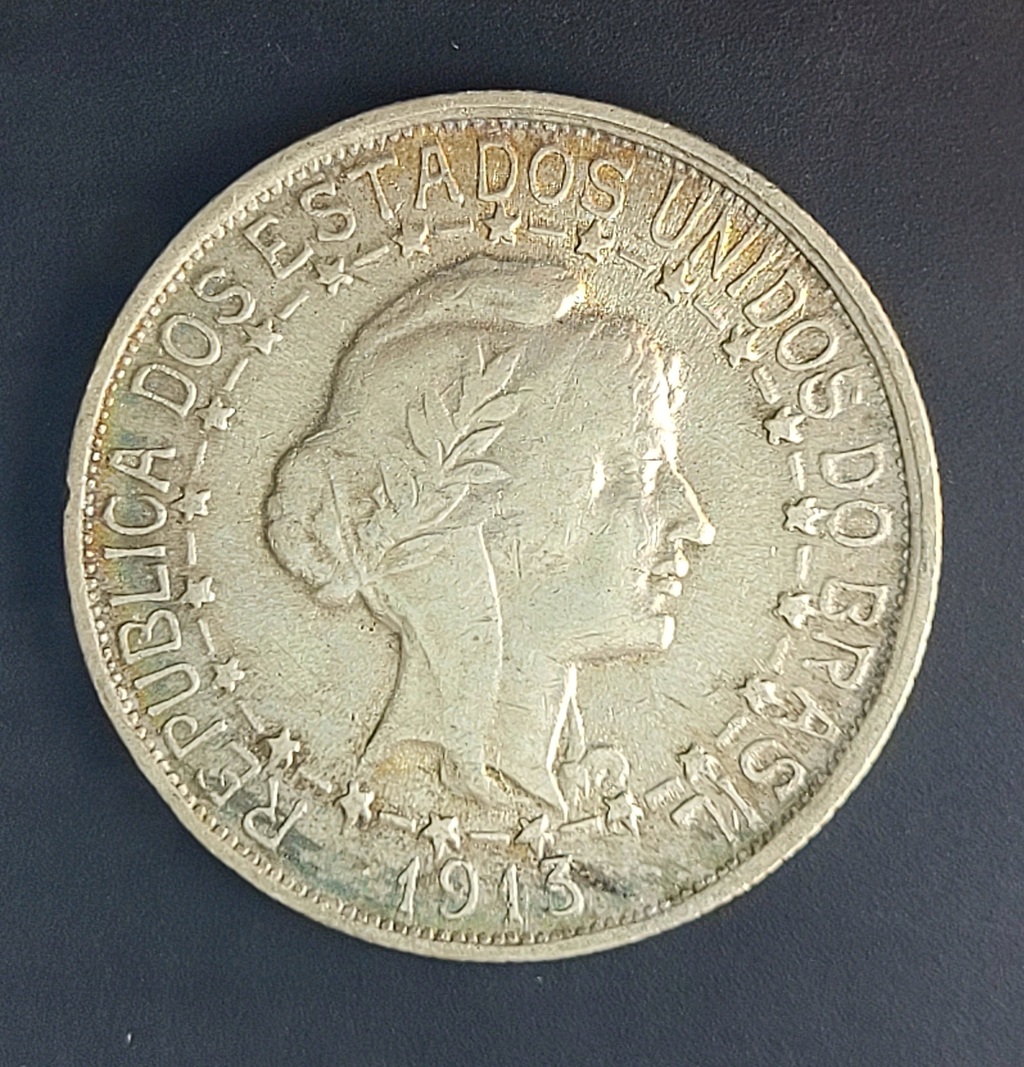 REPUBLICA DOS ESTADOS UNIDOS DO BRASIL
1913